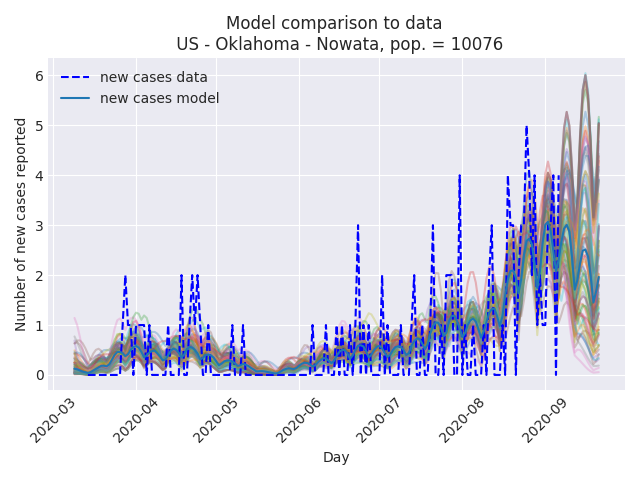 Model comparison to data
US - Oklahoma - Nowata, pop. = 10076
new cases data
new cases model
Number of new cases reported
6
5
4
3
2
1
0
2020-03
2020-04
2020-05
2020-06
2020-07
2020-08
2020-09
Day